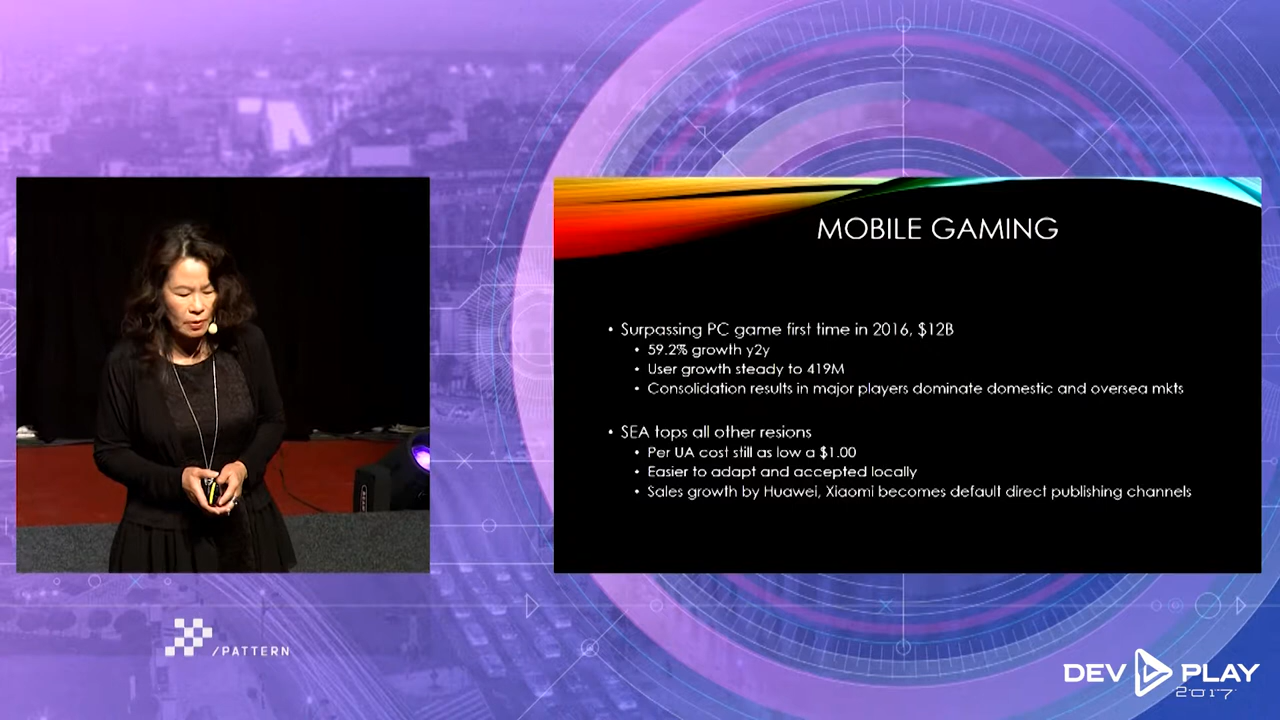 MOBILE GAMING
• Surpassing PC game first time in 2016, $12B
• 59.2% growth y2y
• User growth steady to 419M
• Consolidation results in major players dominate domestic and oversea mkts
• SEA tops all other resions
• Per UA cost still as low a $1.00
• Easier to adapt and accepted locally
• Sales growth by Huawei, Xiaomi becomes default direct publishing channels
/PATTERN
DEV PLAY
2017